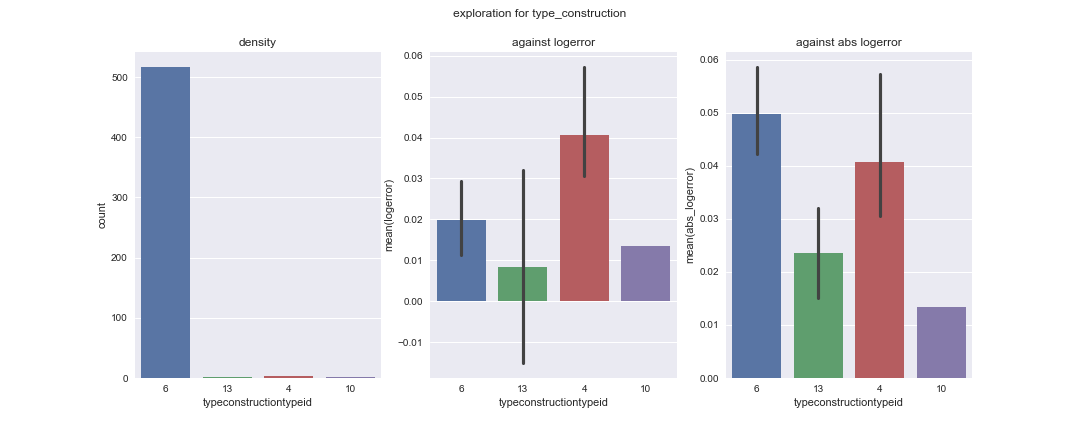 exploration for type_construction
density
count
500
400
300
200
100
0
6 13 4 10
typeconstructiontypeid
against logerror
mean(logerror)
0.06
0.05
0.04
0.03
0.02
0.01
0.00
−0.01
6 13 4 10
typeconstructiontypeid
against abs logerror
mean(abs_logerror)
0.06
0.05
0.04
0.03
0.02
0.01
0.00
6 13 4 10
typeconstructiontypeid